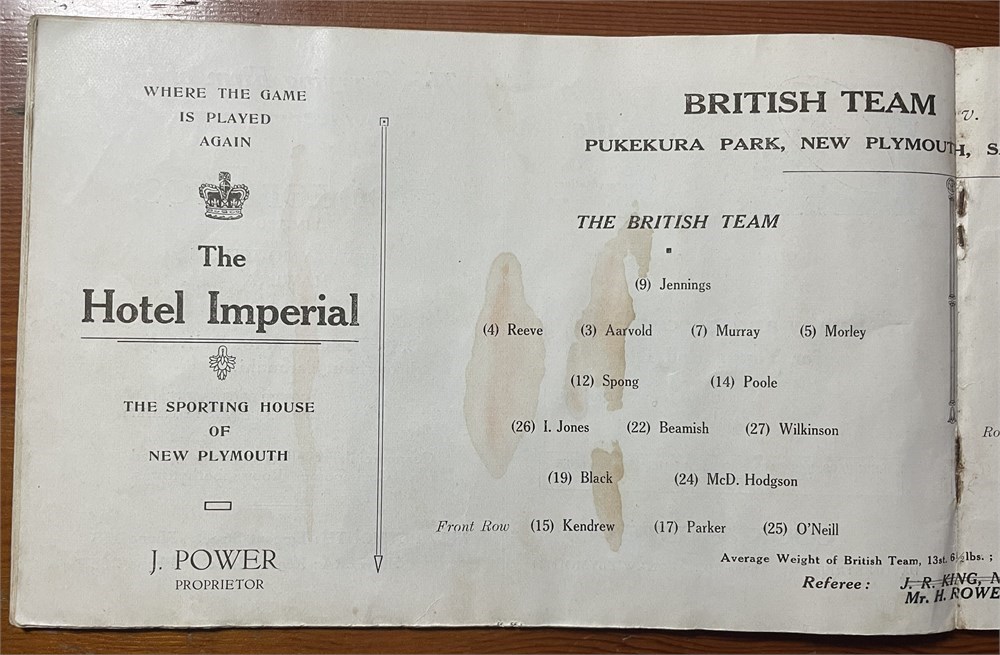 WHERE THE GAME
IS PLAYED
AGAIN
The
Hotel Imperial
THE SPORTING HOUSE
OF
NEW PLYMOUTH
J. POWER
PROPRIETOR
BRITISH TEAM v.
PUKEKURA PARK, NEW PLYMOUTH, S
THE BRITISH TEAM
(9) Jennings
(4) Reeve (3) Aarvold (7) Murray (5) Morley
(12) Spong (14) Poole
(26) I. Jones (22) Beamish (27) Wilkinson
(19) Black (24) McD. Hodgson
Front Row (15) Kendrew (17) Parker (25) O'Neill
Ro
Average Weight of British Team, 13st. 6½lbs. ;
Referee : J. R. KING, N
Mr. H. ROWE